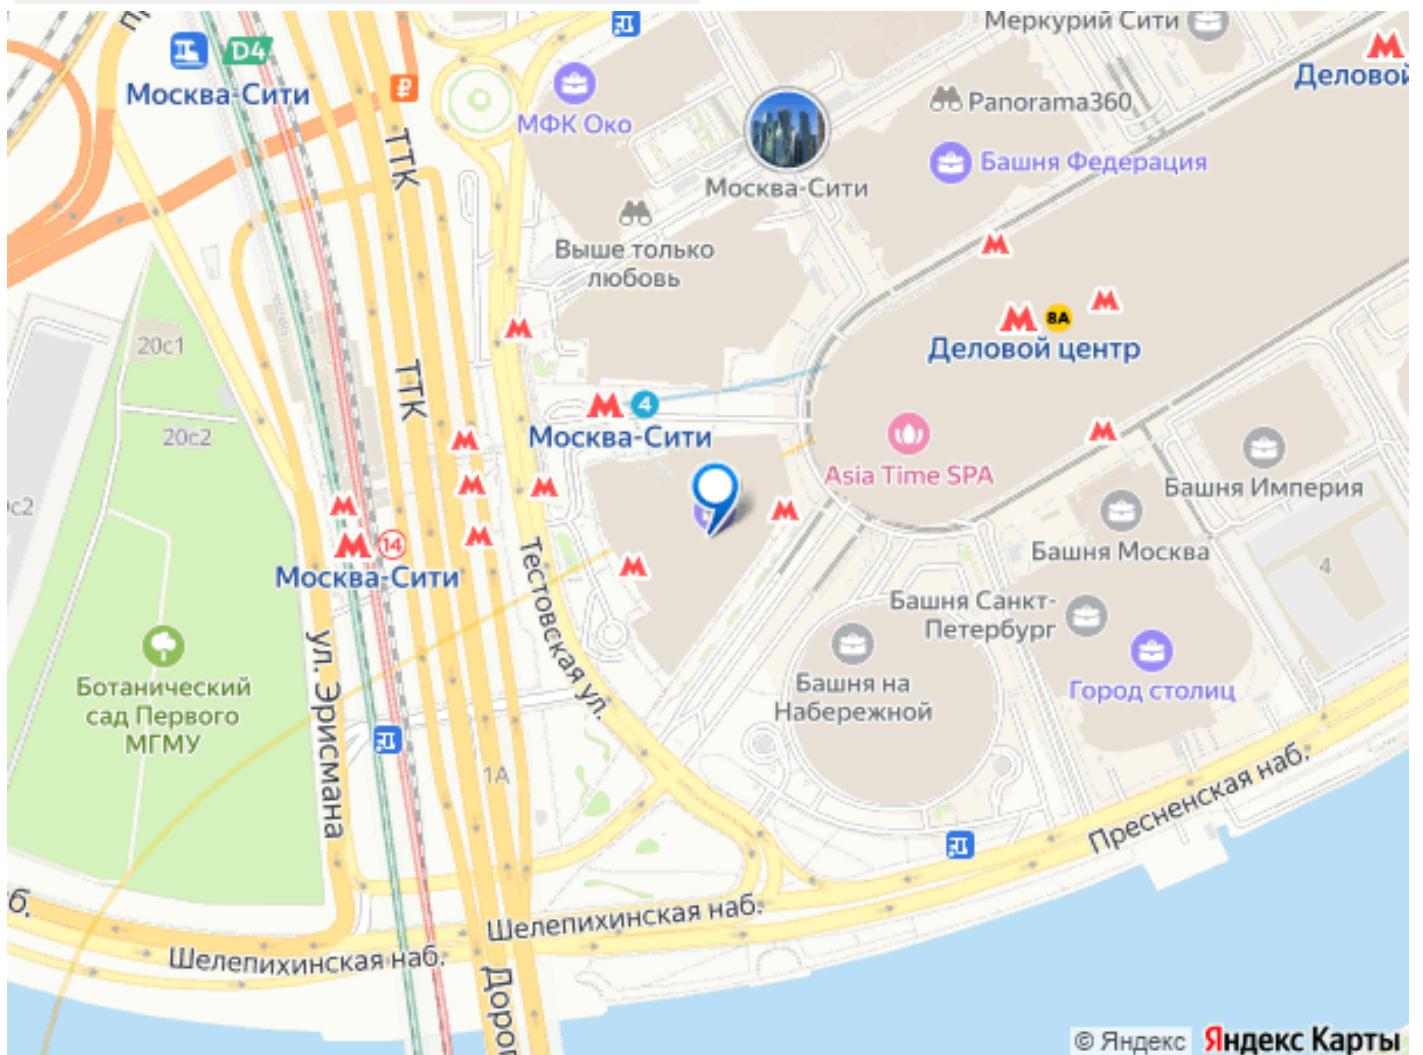 Меркурий Сити
D4
Москва-Сити
₽
Деловой
МФК Око
Panorama360
ТТК
Башня Федерация
Москва-Сити
Выше только
любовь
20с1
8А
Деловой центр
ТТК
4
Москва-Сити
20с2
Asia Time SPA
Башня Империя
с2
14
Москва-Сити
Башня Москва
4
Тестовская ул.
Башня Санкт-
Петербург
ул. Эрисмана
Ботанический
сад Первого
МГМУ
Башня на
Набережной
Город столиц
1А
Пресненская наб.
б.
Шелепихинская наб.
Шелепихинская наб.
Дорог
© Яндекс
Яндекс Карты